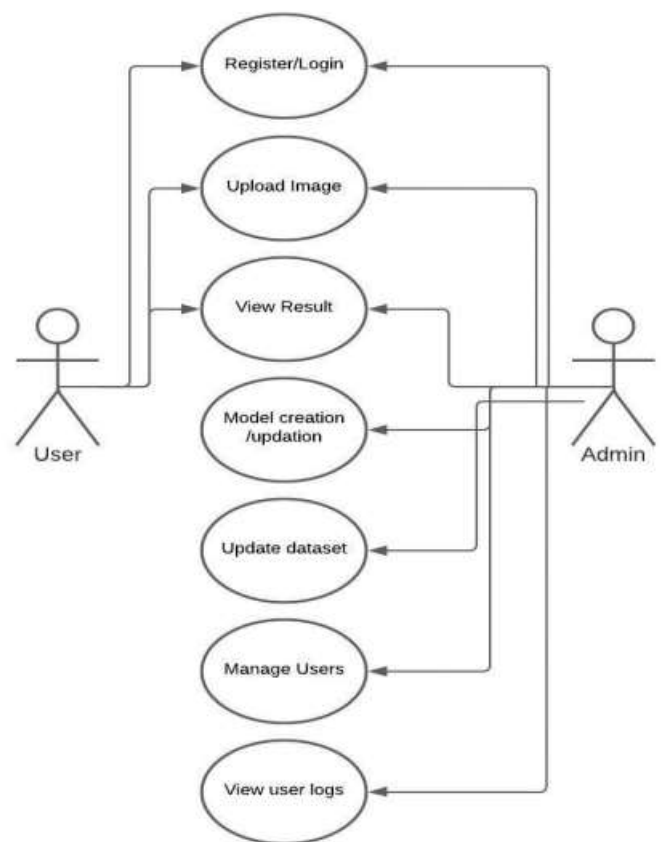 Register/Login
Upload Image
View Result
Model creation
/updation
User
Admin
Update dataset
Manage Users
View user logs